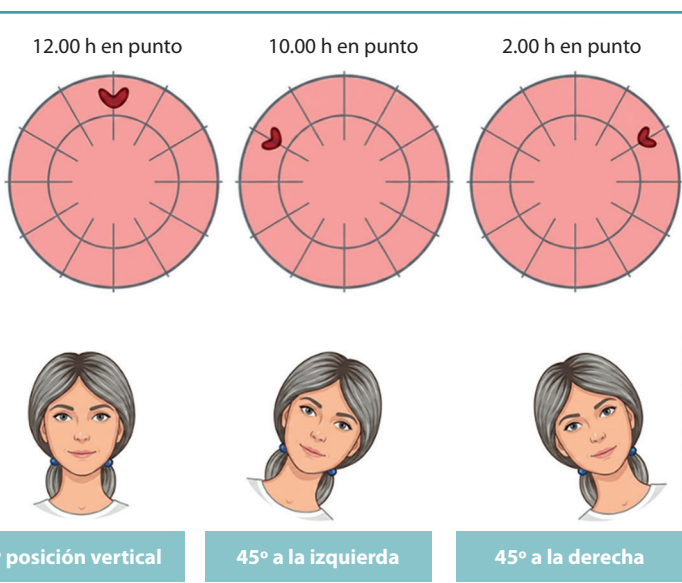 12.00 h en punto
10.00 h en punto
2.00 h en punto
posición vertical
45º a la izquierda
45º a la derecha